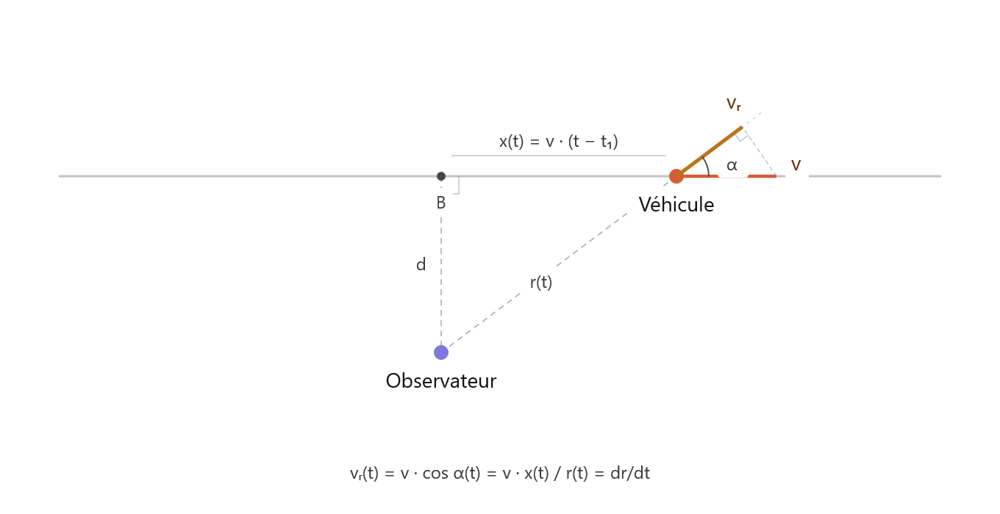 vᵣ
x(t) = v · (t − t₁)
α
v
B
Véhicule
d
r(t)
Observateur
vᵣ(t) = v · cos α(t) = v · x(t) / r(t) = dr/dt